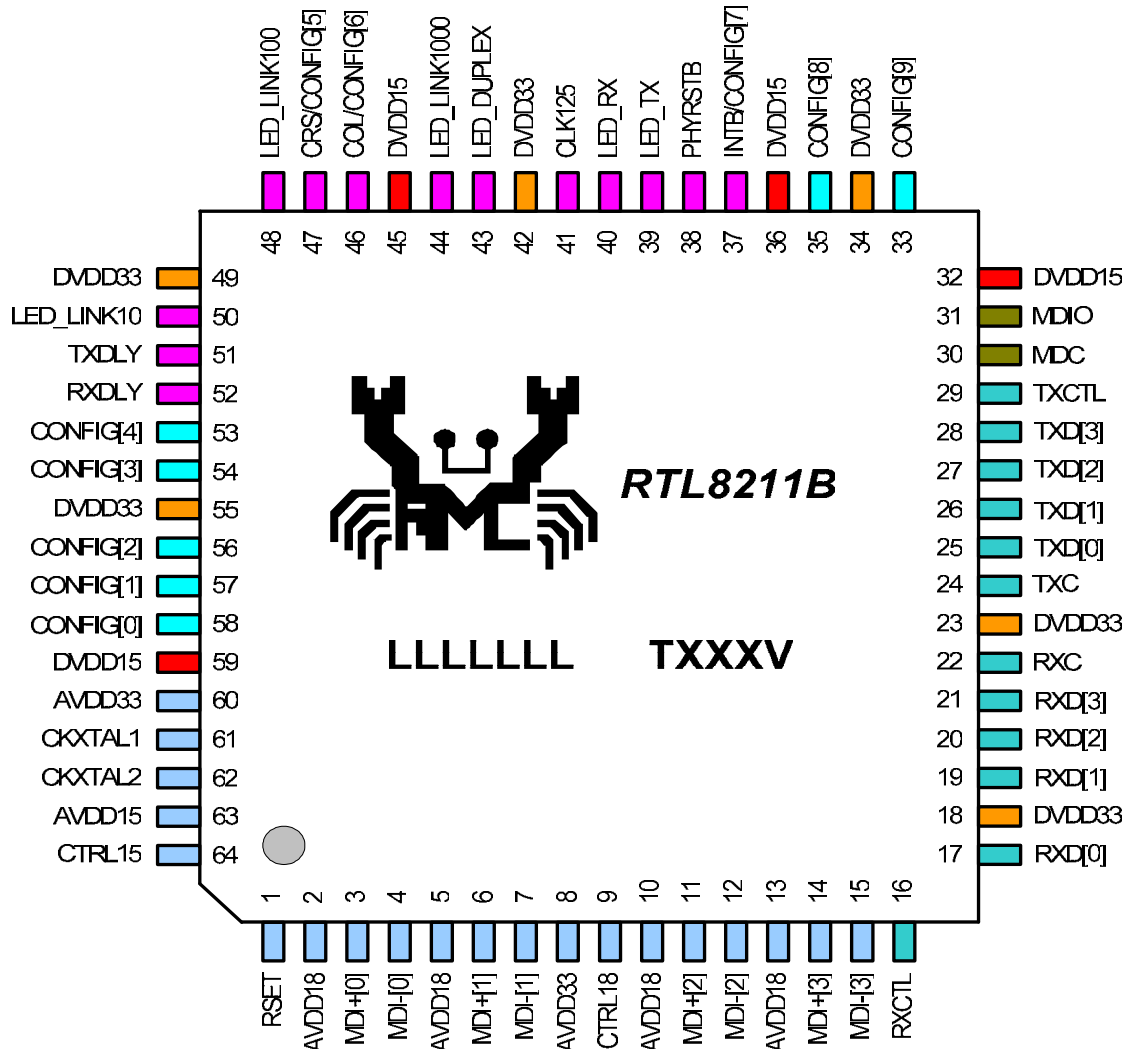 LED_LINK100
CRS/CONFIG[5]
COL/CONFIG[6]
DVDD15
LED_LINK1000
LED_DUPLEX
DVDD33
CLK125
LED_RX
LED_TX
PHYRSTB
INTB/CONFIG[7]
DVDD15
CONFIG[8]
DVDD33
CONFIG[9]
48 47 46 45 44 43 42 41 40 39 38 37 36 35 34 33
DVDD33 49
LED_LINK10 50
TXDLY 51
RXDLY 52
CONFIG[4] 53
CONFIG[3] 54
DVDD33 55
CONFIG[2] 56
CONFIG[1] 57
CONFIG[0] 58
DVDD15 59
AVDD33 60
CKXTAL1 61
CKXTAL2 62
AVDD15 63
CTRL15 64
RTL8211B
LLLLLLL TXXXV
32 DVDD15
31 MDIO
30 MDC
29 TXCTL
28 TXD[3]
27 TXD[2]
26 TXD[1]
25 TXD[0]
24 TXC
23 DVDD33
22 RXC
21 RXD[3]
20 RXD[2]
19 RXD[1]
18 DVDD33
17 RXD[0]
1 2 3 4 5 6 7 8 9 10 11 12 13 14 15 16
RSET
AVDD18
MDI+[0]
MDI-[0]
AVDD18
MDI+[1]
MDI-[1]
AVDD33
CTRL18
AVDD18
MDI+[2]
MDI-[2]
AVDD18
MDI+[3]
MDI-[3]
RXCTL